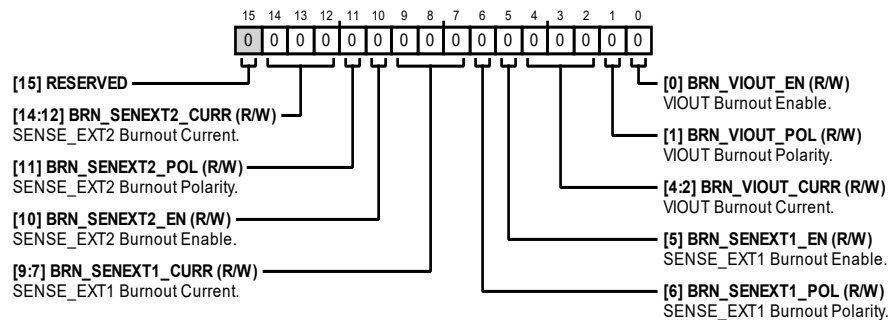 15 14 13 12 11 10 9 8 7 6 5 4 3 2 1 0
0 0 0 0 0 0 0 0 0 0 0 0 0 0 0 0
[15] RESERVED
[14:12] BRN_SENEXT2_CURR (R/W)
SENSE_EXT2 Burnout Current.
[11] BRN_SENEXT2_POL (R/W)
SENSE_EXT2 Burnout Polarity.
[10] BRN_SENEXT2_EN (R/W)
SENSE_EXT2 Burnout Enable.
[9:7] BRN_SENEXT1_CURR (R/W)
SENSE_EXT1 Burnout Current.
[0] BRN_VIOUT_EN (R/W)
VIOUT Burnout Enable.
[1] BRN_VIOUT_POL (R/W)
VIOUT Burnout Polarity.
[4:2] BRN_VIOUT_CURR (R/W)
VIOUT Burnout Current.
[5] BRN_SENEXT1_EN (R/W)
SENSE_EXT1 Burnout Enable.
[6] BRN_SENEXT1_POL (R/W)
SENSE_EXT1 Burnout Polarity.